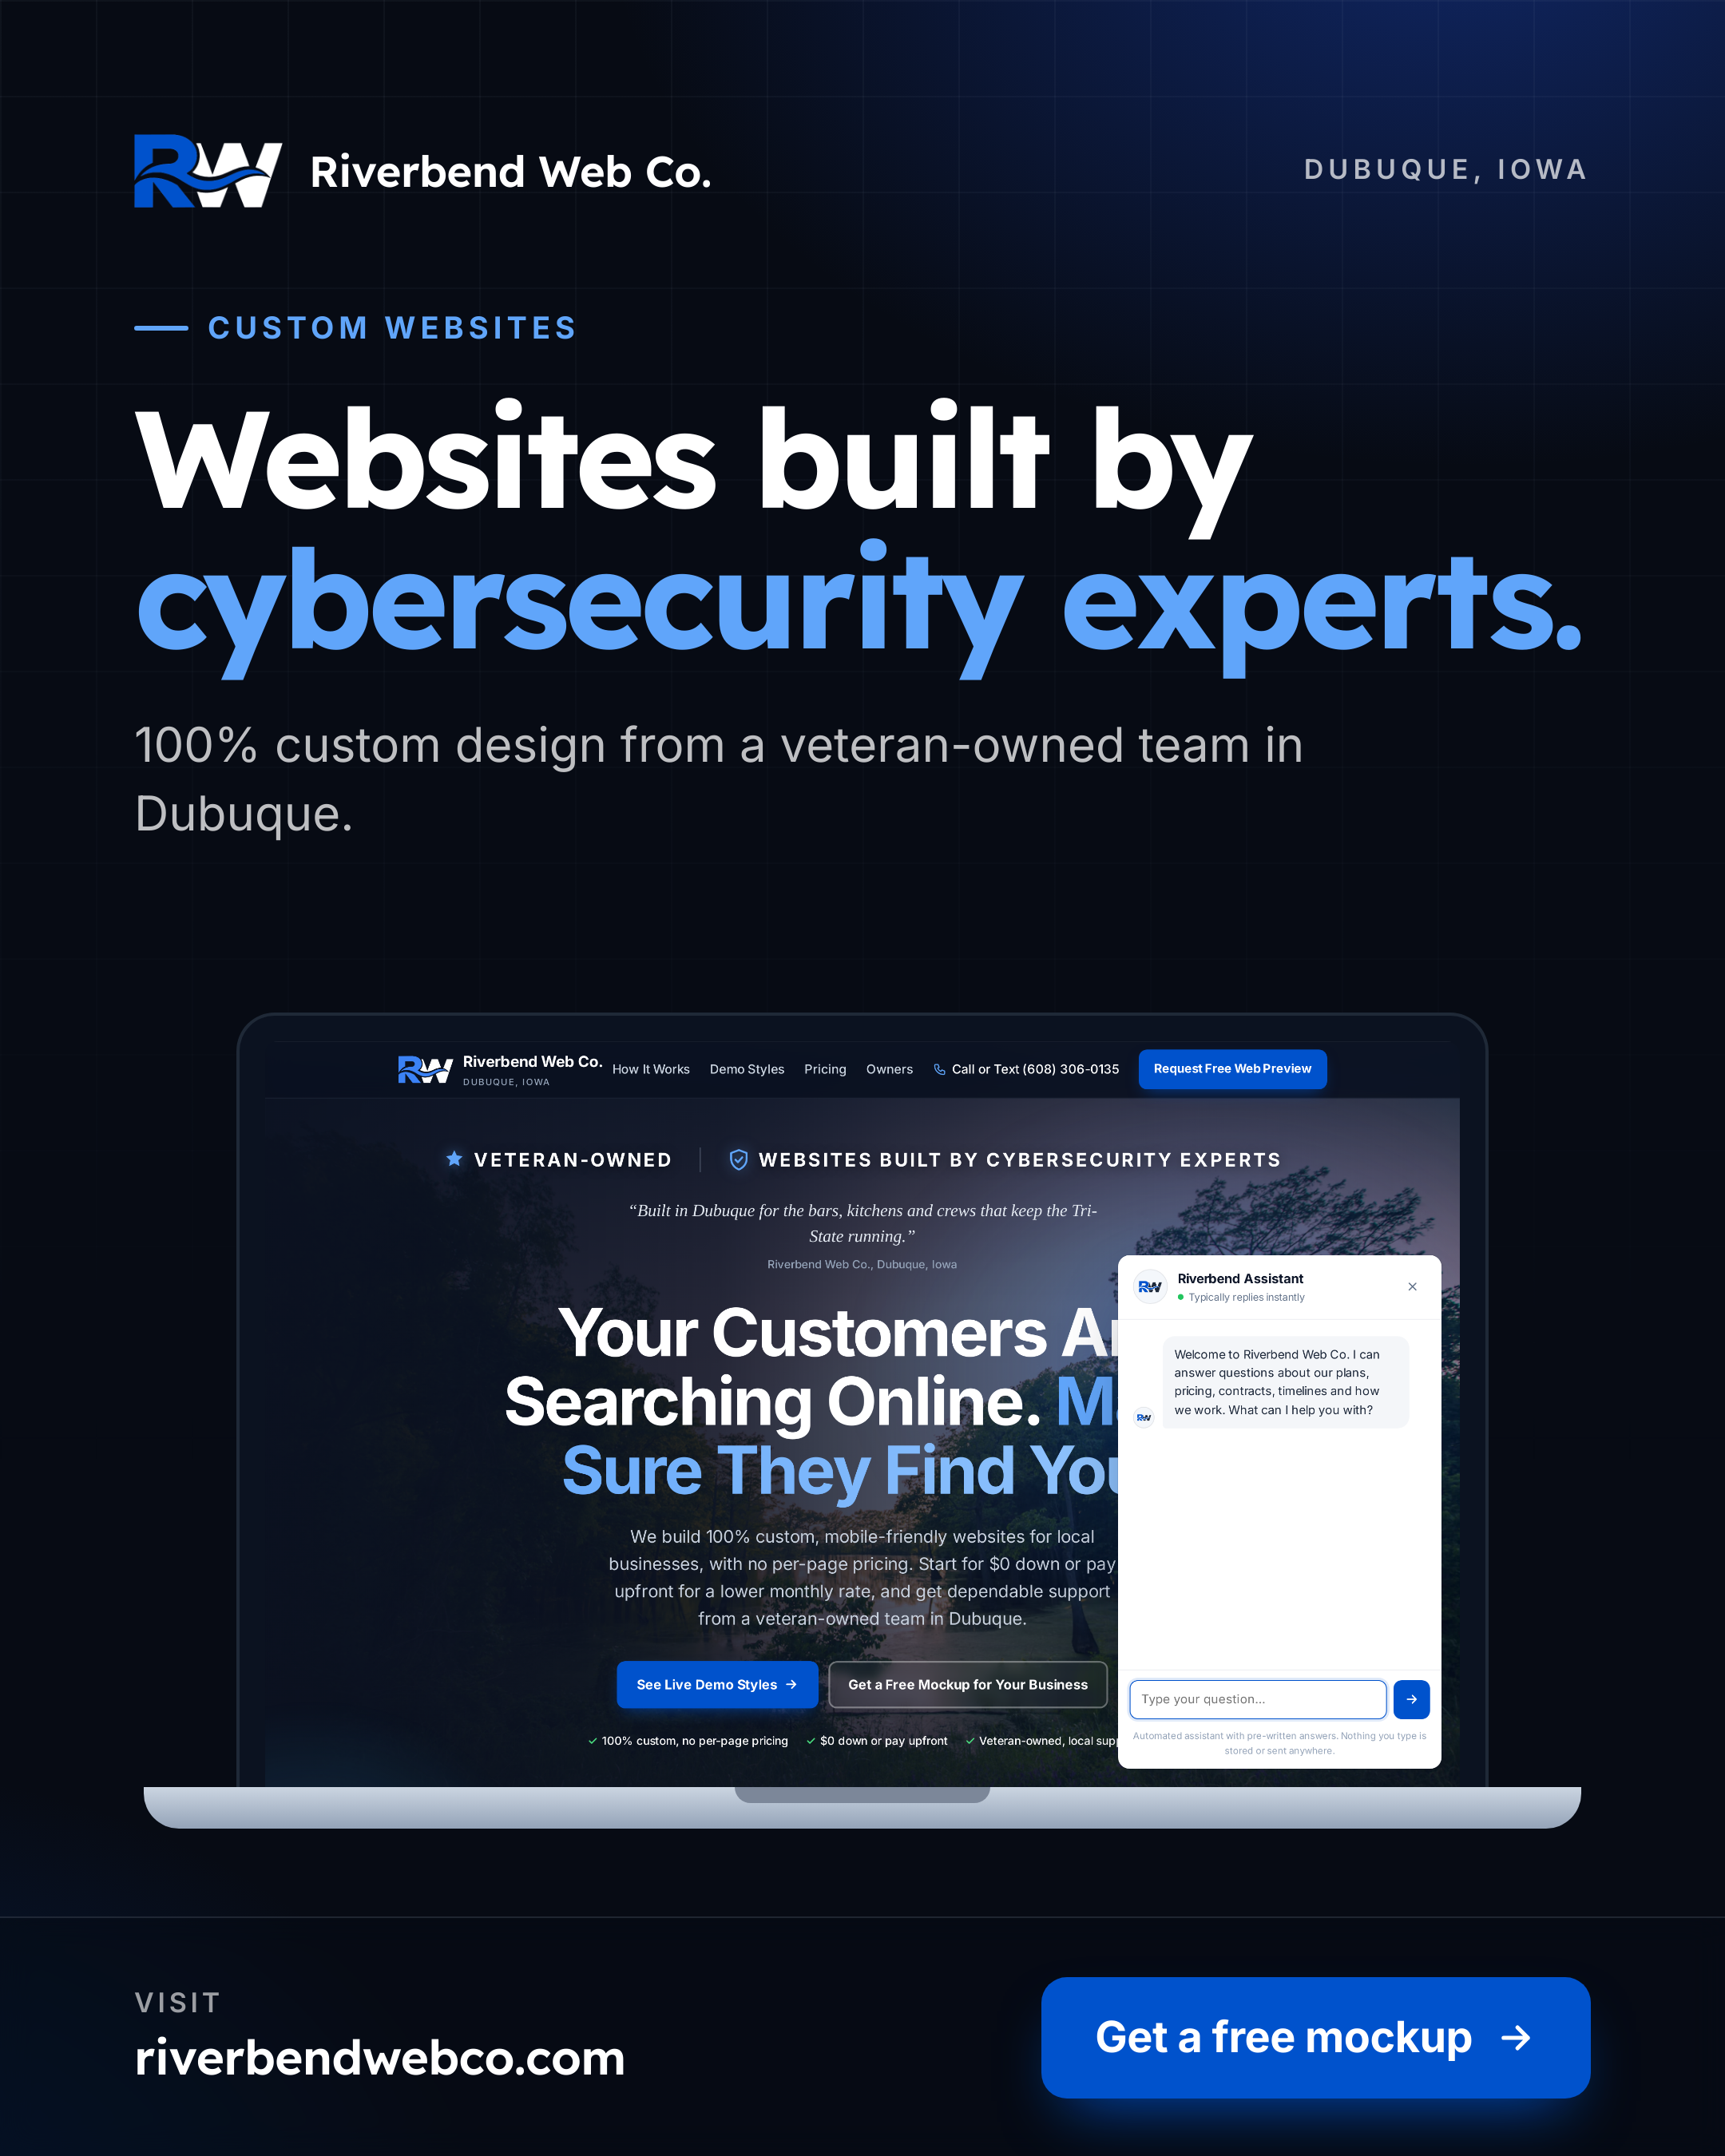 RW Riverbend Web Co.
DUBUQUE, IOWA
CUSTOM WEBSITES
Websites built by
cybersecurity experts.
100% custom design from a veteran-owned team in
Dubuque.
RW Riverbend Web Co.
DUBUQUE, IOWA
How It Works Demo Styles Pricing Owners Call or Text (608) 306-0135 Request Free Web Preview
VETERAN-OWNED WEBSITES BUILT BY CYBERSECURITY EXPERTS
“Built in Dubuque for the bars, kitchens and crews that keep the Tri-
State running.”
Riverbend Web Co., Dubuque, Iowa
Your Customers
Searching Online.
Sure They Find You
We build 100% custom, mobile-friendly websites for local
businesses, with no per-page pricing. Start for $0 down or pay
upfront for a lower monthly rate, and get dependable support
from a veteran-owned team in Dubuque.
See Live Demo Styles → Get a Free Mockup for Your Business
✓ 100% custom, no per-page pricing ✓ $0 down or pay upfront ✓ Veteran-owned, local
RW Riverbend Assistant
Typically replies instantly
Welcome to Riverbend Web Co. I can
answer questions about our plans,
pricing, contracts, timelines and how
we work. What can I help you with?
RW
Type your question...
Automated assistant with pre-written answers. Nothing you type is
stored or sent anywhere.
VISIT
riverbendwebco.com
Get a free mockup →